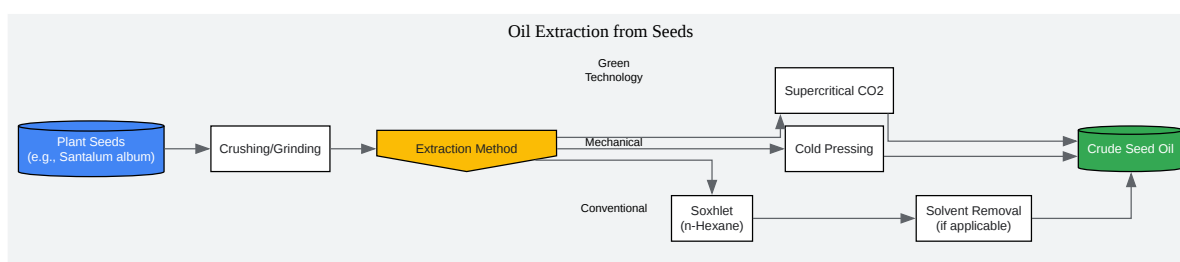 Oil Extraction from Seeds
Green
Technology
Supercritical CO2
Plant Seeds
(e.g., Santalum album)
Crushing/Grinding
Extraction Method
Mechanical
Cold Pressing
Crude Seed Oil
Conventional
Soxhlet
(n-Hexane)
Solvent Removal
(if applicable)